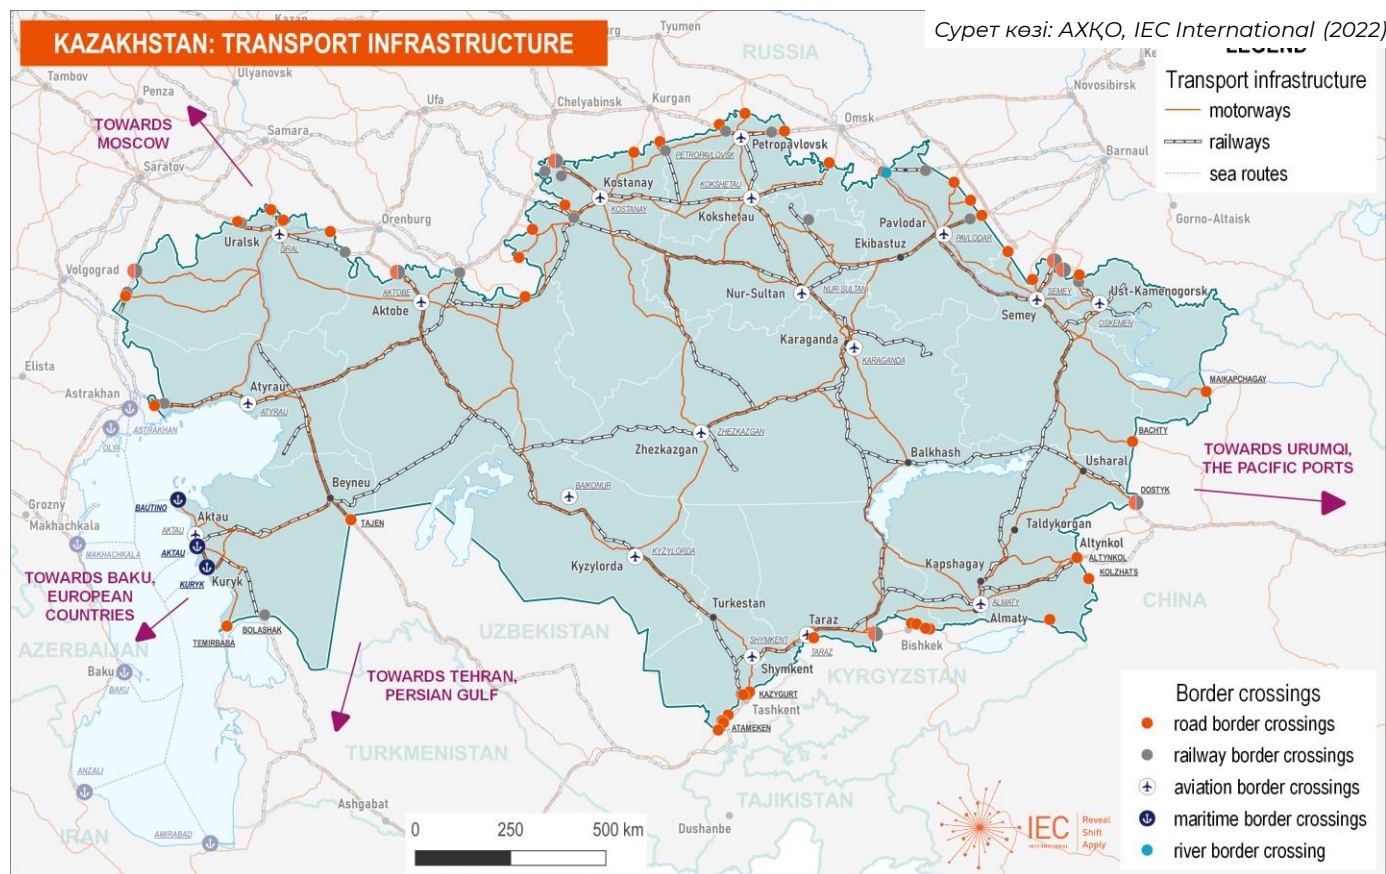 Сурет көзі: АХҚО, IEC International (2022)
KAZAKHSTAN: TRANSPORT INFRASTRUCTURE
LEGEND
Transport infrastructure
motorways
railways
sea routes
RUSSIA
Kazan
Tyumen
Tambov
Ulyanovsk
Penza
Ufa
Chelyabinsk
Kurgan
Omsk
Novosibirsk
Barnaul
Gorno-Altaisk
TOWARDS
MOSCOW
Samara
Saratov
Orenburg
Volgograd
Elista
Astrakhan
Grozny
Makhachkala
Petropavlovsk
PETROPAVLOVSK
Kostanay
KOSTANAY
KOKSHETAU
Kokshetau
Pavlodar
PAVLODAR
Ekibastuz
Uralsk
URAL
AKTOBE
Aktobe
Nur-Sultan
NUR-SULTAN
SEMEY
Semey
Ust-Kamenogorsk
OSKEMEN
Karaganda
KARAGANDA
Atyrau
ATYRAU
MAIKAPCHAGAY
ASTRAKHAN
OLYA
Zhezkazgan
ZHEZKAZGAN
BACHTY
Balkhash
Usharal
TOWARDS URUMQI,
THE PACIFIC PORTS
DOSTYK
Beyneu
BAUTINO
Aktau
AKTAU
AKTAU
TAJEN
BAIKONUR
MAKHACHKALA
KURYK
Kuryk
Kyzylorda
KYZYLORDA
Taldykorgan
Altynkol
ALTYNKOL
KOLZHATS
Kapshagay
ALMATY
Almaty
CHINA
TOWARDS BAKU,
EUROPEAN
COUNTRIES
TEMIRBABA
BOLASHAK
Turkestan
UZBEKISTAN
SHYMKENT
Taraz
TARAZ
Shymkent
Bishkek
KYRGYZSTAN
AZERBAIJAN
Baku
BAKU
TOWARDS TEHRAN,
PERSIAN GULF
KAZYGURT
Tashkent
ATAMEKEN
TURKMENISTAN
ANZALI
Ashgabat
TAJIKISTAN
Dushanbe
IRAN
AMIRABAD
0 250 500 km
IEC
INTERNATIONAL
Reveal
Shift
Apply
Border crossings
road border crossings
railway border crossings
aviation border crossings
maritime border crossings
river border crossing